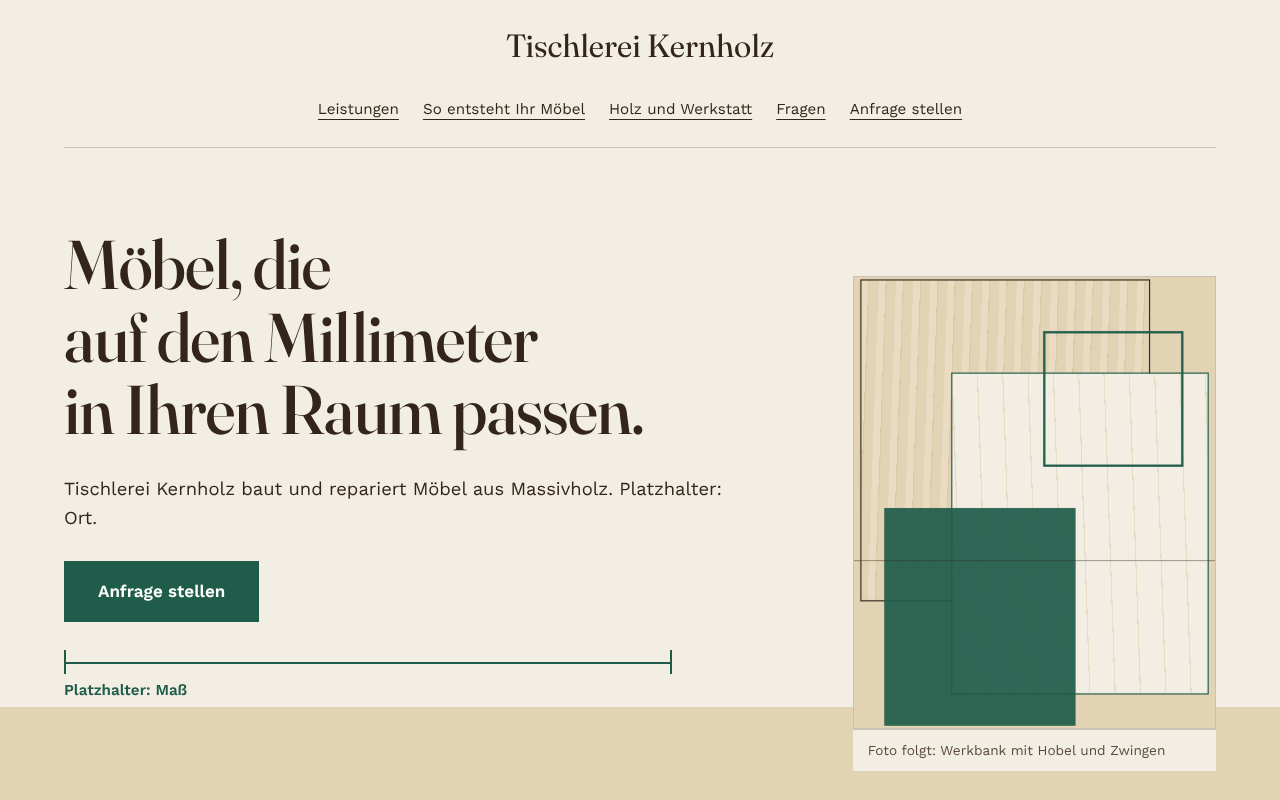 Tischlerei Kernholz
Leistungen So entsteht Ihr Möbel Holz und Werkstatt Fragen Anfrage stellen
Möbel, die
auf den Millimeter
in Ihren Raum passen.
Tischlerei Kernholz baut und repariert Möbel aus Massivholz. Platzhalter:
Ort.
Anfrage stellen
Platzhalter: Maß
Foto folgt: Werkbank mit Hobel und Zwingen